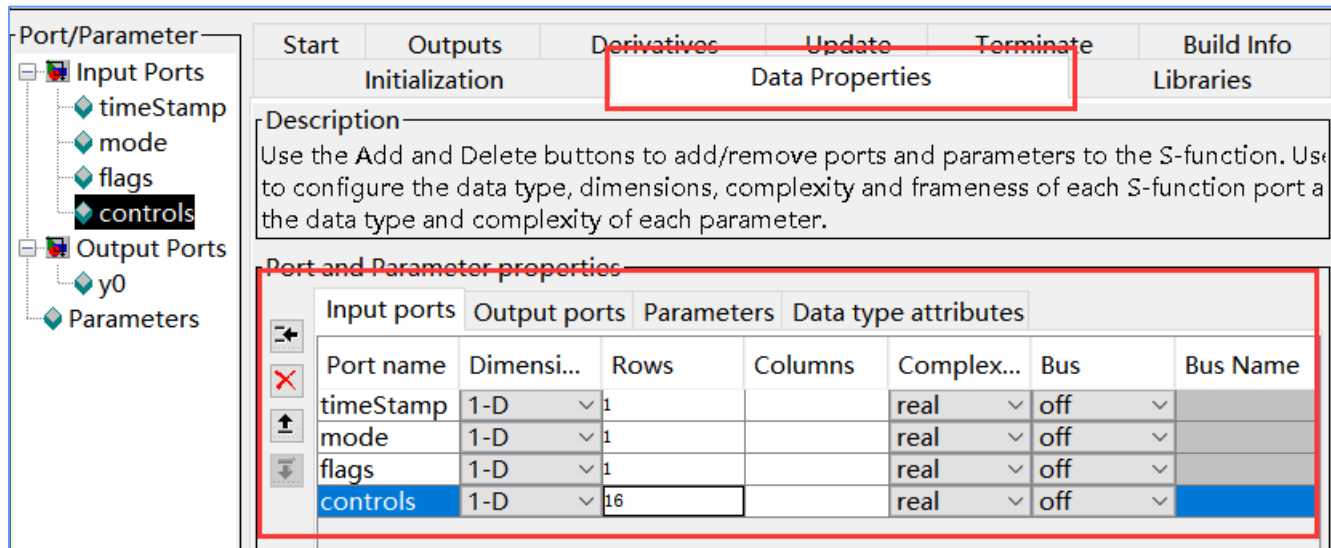 Port/Parameter
Input Ports
timeStamp
mode
flags
controls
Output Ports
y0
Parameters
Start Outputs Derivatives Update Terminate Build Info
Initialization Data Properties Libraries
Description
Use the Add and Delete buttons to add/remove ports and parameters to the S-function. Us
to configure the data type, dimensions, complexity and frameness of each S-function port a
the data type and complexity of each parameter.
Port and Parameter properties
Input ports Output ports Parameters Data type attributes
Port name Dimensi... Rows Columns Complex... Bus Bus Name
timeStamp 1-D 1 real off
mode 1-D 1 real off
flags 1-D 1 real off
controls 1-D 16 real off